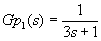 Gp₁(s) = 1/(3s+1)